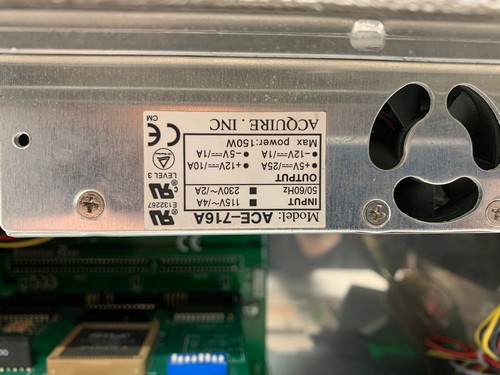 Model: ACE-716A
INPUT 115V~/4A
50/60Hz 230V~/2A
OUTPUT
+5V⎓/25A +12V⎓/10A
-12V⎓/1A -5V⎓/1A
Max power:150W
ACQUIRE. INC
E132267
LEVEL 3
CE
CM